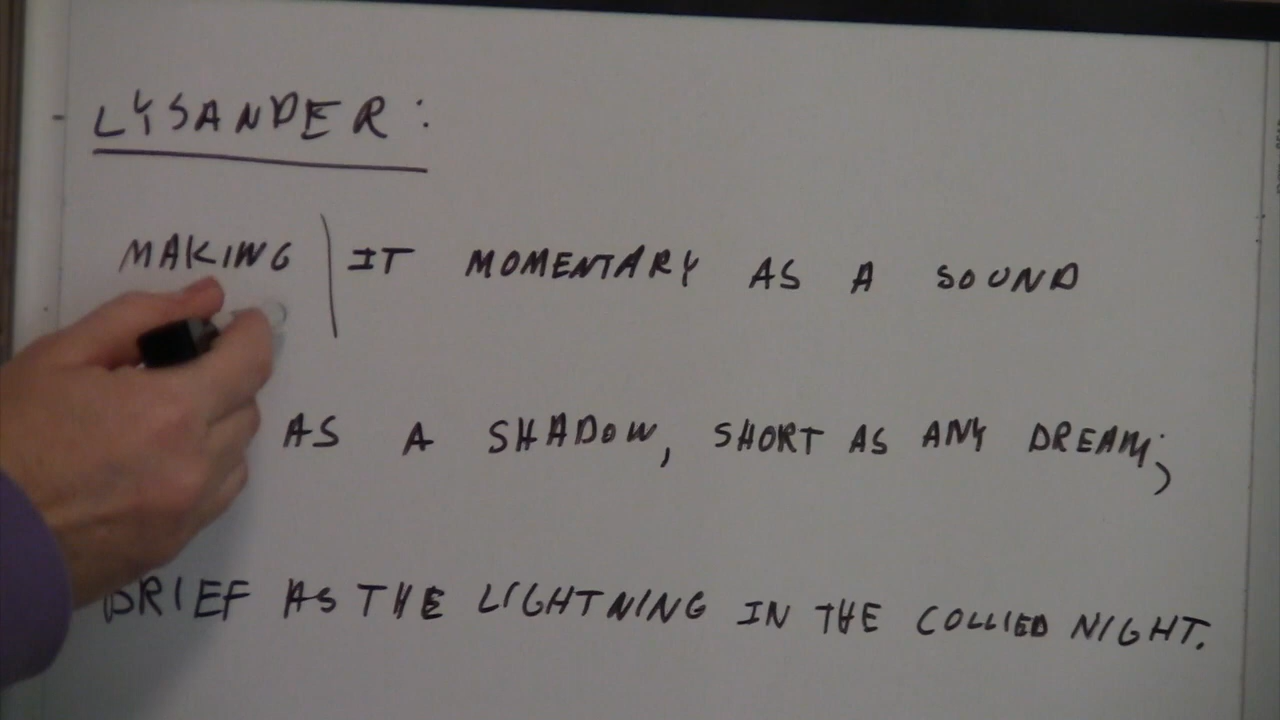 LYSANDER:
MAKING | IT MOMENTARY AS A SOUND
AS A SHADOW, SHORT AS ANY DREAM;
BRIEF AS THE LIGHTNING IN THE COLLIED NIGHT.